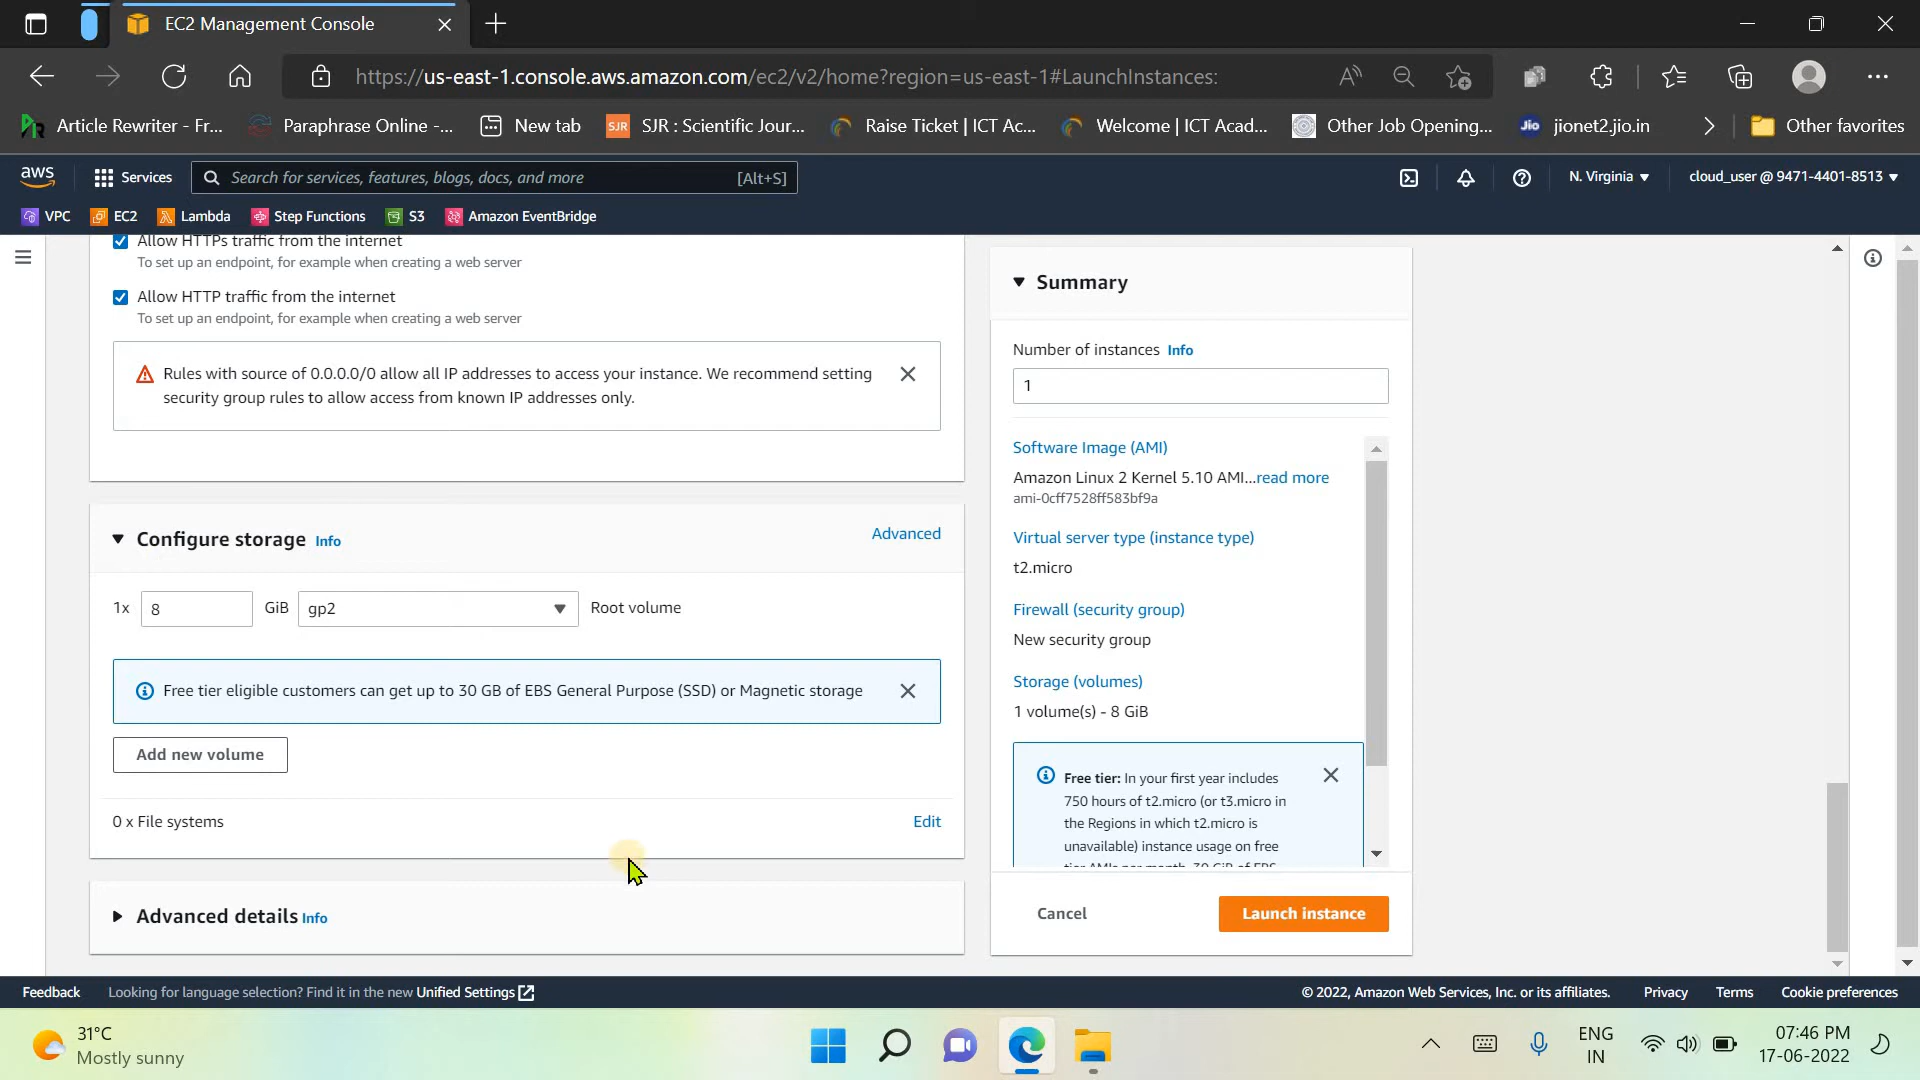 EC2 Management Console
https://us-east-1.console.aws.amazon.com/ec2/v2/home?region=us-east-1#LaunchInstances:
Article Rewriter - Fr...
Paraphrase Online -...
New tab
SJR SJR : Scientific Jour...
Raise Ticket | ICT Ac...
Welcome | ICT Acad...
Other Job Opening...
Jio jionet2.jio.in
Other favorites
aws
Services
Search for services, features, blogs, docs, and more
[Alt+S]
N. Virginia
cloud_user @ 9471-4401-8513
VPC
EC2
Lambda
Step Functions
S3
Amazon EventBridge
Allow HTTPs traffic from the internet
To set up an endpoint, for example when creating a web server
Allow HTTP traffic from the internet
To set up an endpoint, for example when creating a web server
Rules with source of 0.0.0.0/0 allow all IP addresses to access your instance. We recommend setting
security group rules to allow access from known IP addresses only.
Configure storage Info
Advanced
1x 8 GiB gp2 Root volume
Free tier eligible customers can get up to 30 GB of EBS General Purpose (SSD) or Magnetic storage
Add new volume
0 x File systems
Edit
Advanced details Info
Summary
Number of instances Info
1
Software Image (AMI)
Amazon Linux 2 Kernel 5.10 AMI...read more
ami-0cff7528ff583bf9a
Virtual server type (instance type)
t2.micro
Firewall (security group)
New security group
Storage (volumes)
1 volume(s) - 8 GiB
Free tier: In your first year includes
750 hours of t2.micro (or t3.micro in
the Regions in which t2.micro is
unavailable) instance usage on free
tier AMIs per month, 30 GiB of EBS
Cancel
Launch instance
Feedback
Looking for language selection? Find it in the new Unified Settings
© 2022, Amazon Web Services, Inc. or its affiliates.
Privacy
Terms
Cookie preferences
31°C
Mostly sunny
ENG
IN
07:46 PM
17-06-2022